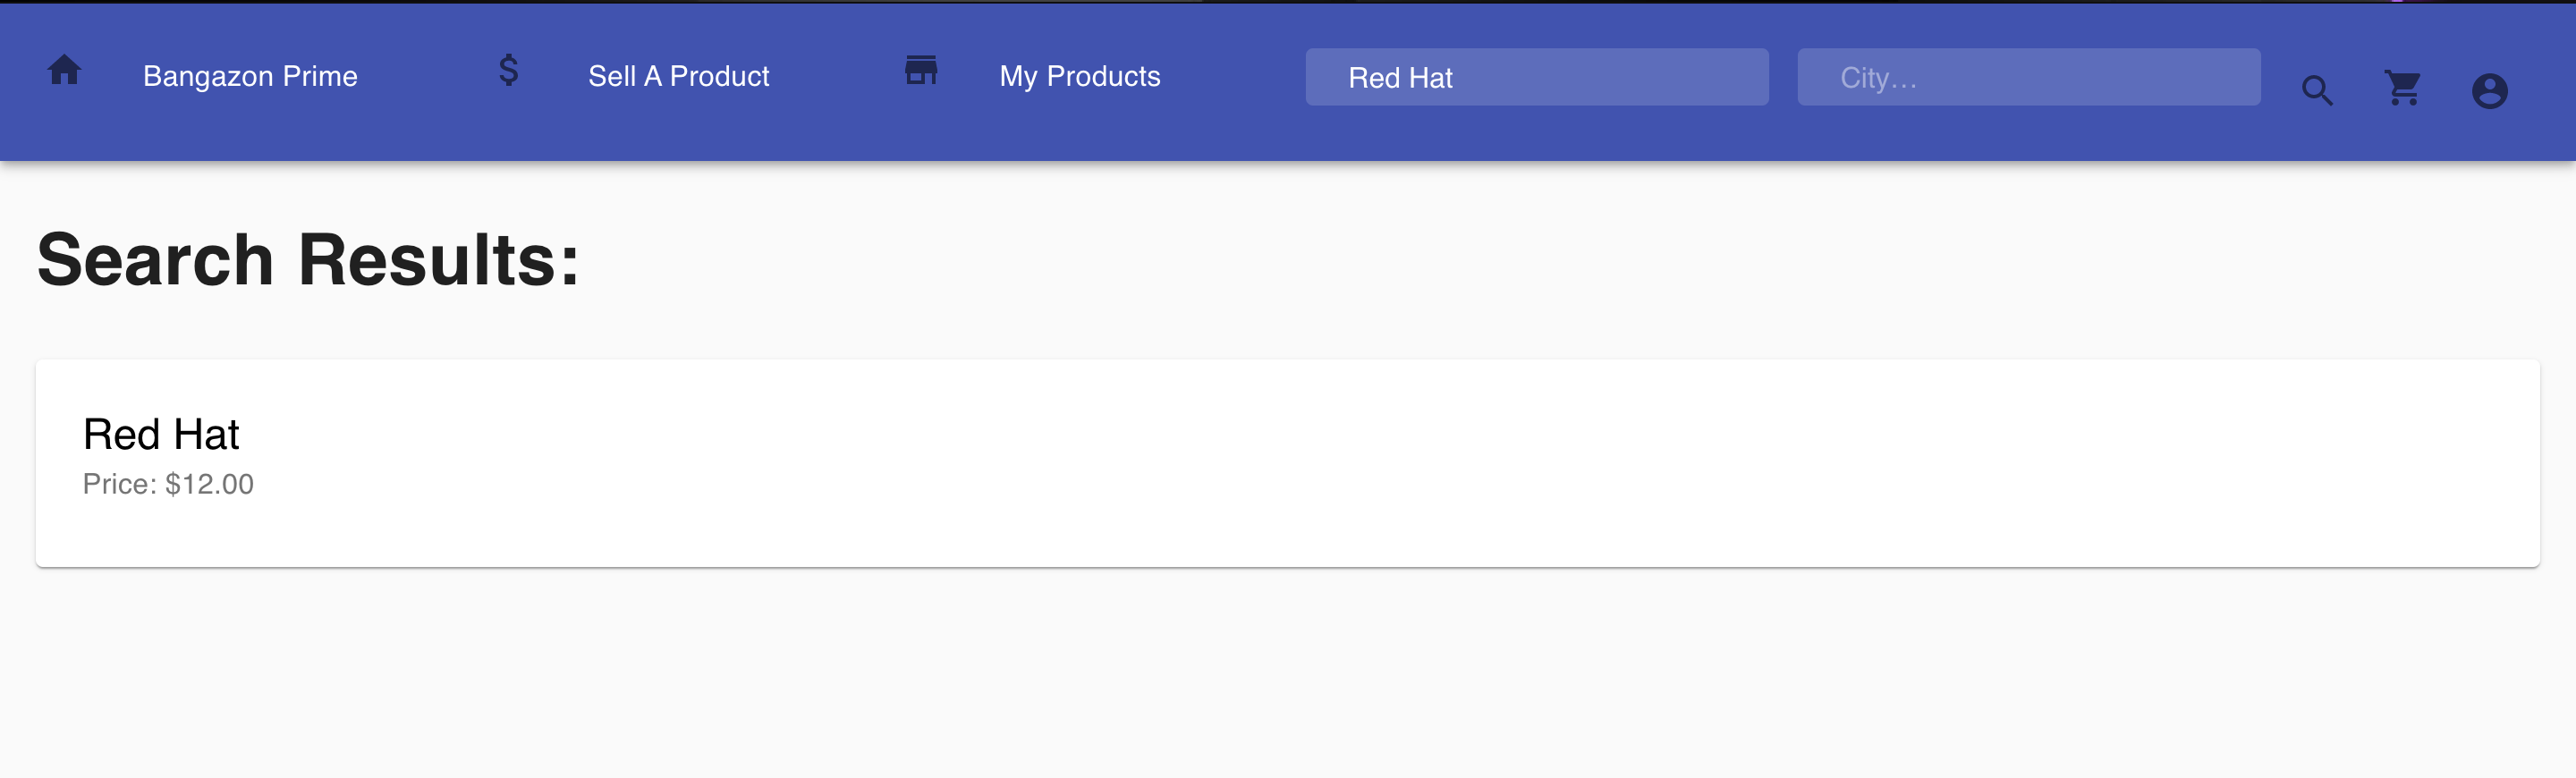 Bangazon Prime
Sell A Product
My Products
Red Hat
City...
Search Results:
Red Hat
Price: $12.00